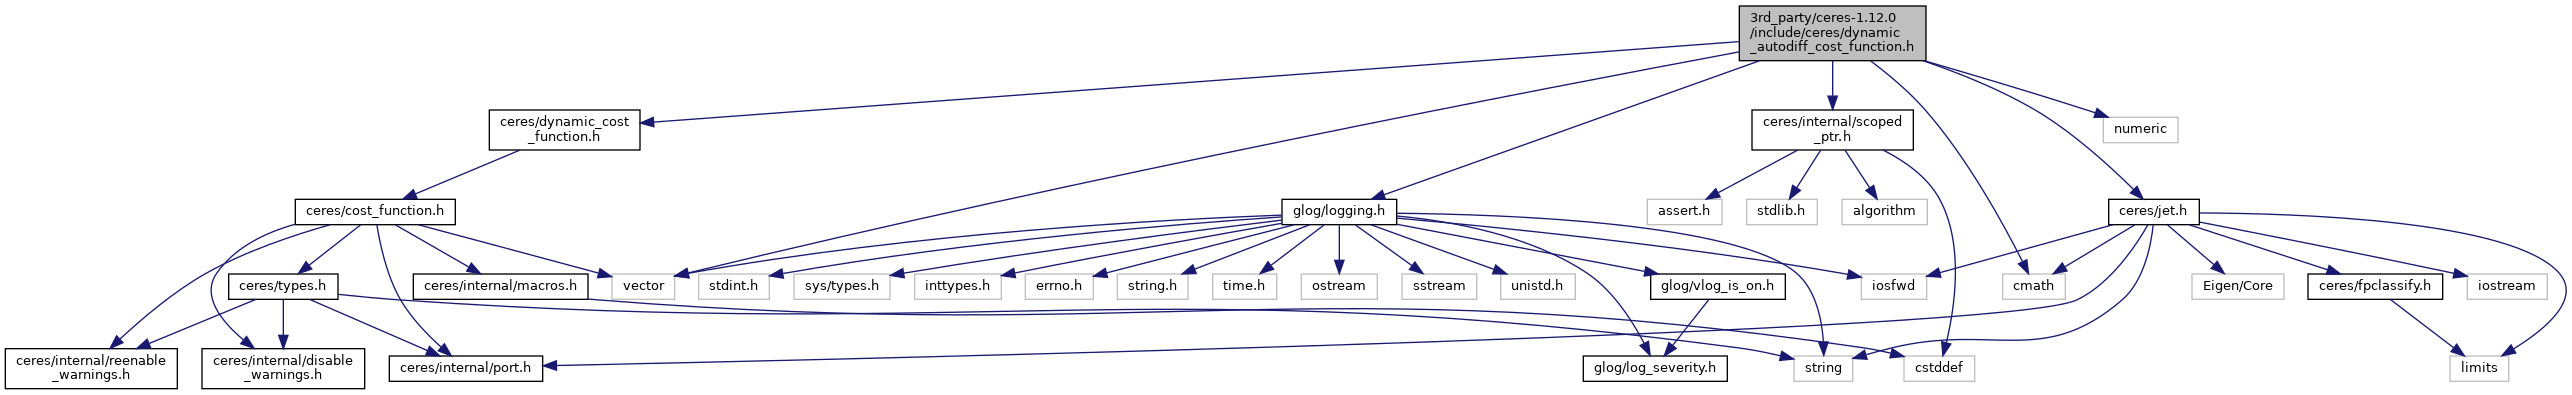 3rd_party/ceres-1.12.0
/include/ceres/dynamic
_autodiff_cost_function.h
ceres/dynamic_cost
_function.h
ceres/internal/scoped
_ptr.h
numeric
ceres/cost_function.h
glog/logging.h
assert.h
stdlib.h
algorithm
ceres/jet.h
ceres/types.h
ceres/internal/macros.h
vector
stdint.h
sys/types.h
inttypes.h
errno.h
string.h
time.h
ostream
sstream
unistd.h
glog/vlog_is_on.h
iosfwd
cmath
Eigen/Core
ceres/fpclassify.h
iostream
ceres/internal/reenable
_warnings.h
ceres/internal/disable
_warnings.h
ceres/internal/port.h
glog/log_severity.h
string
cstddef
limits